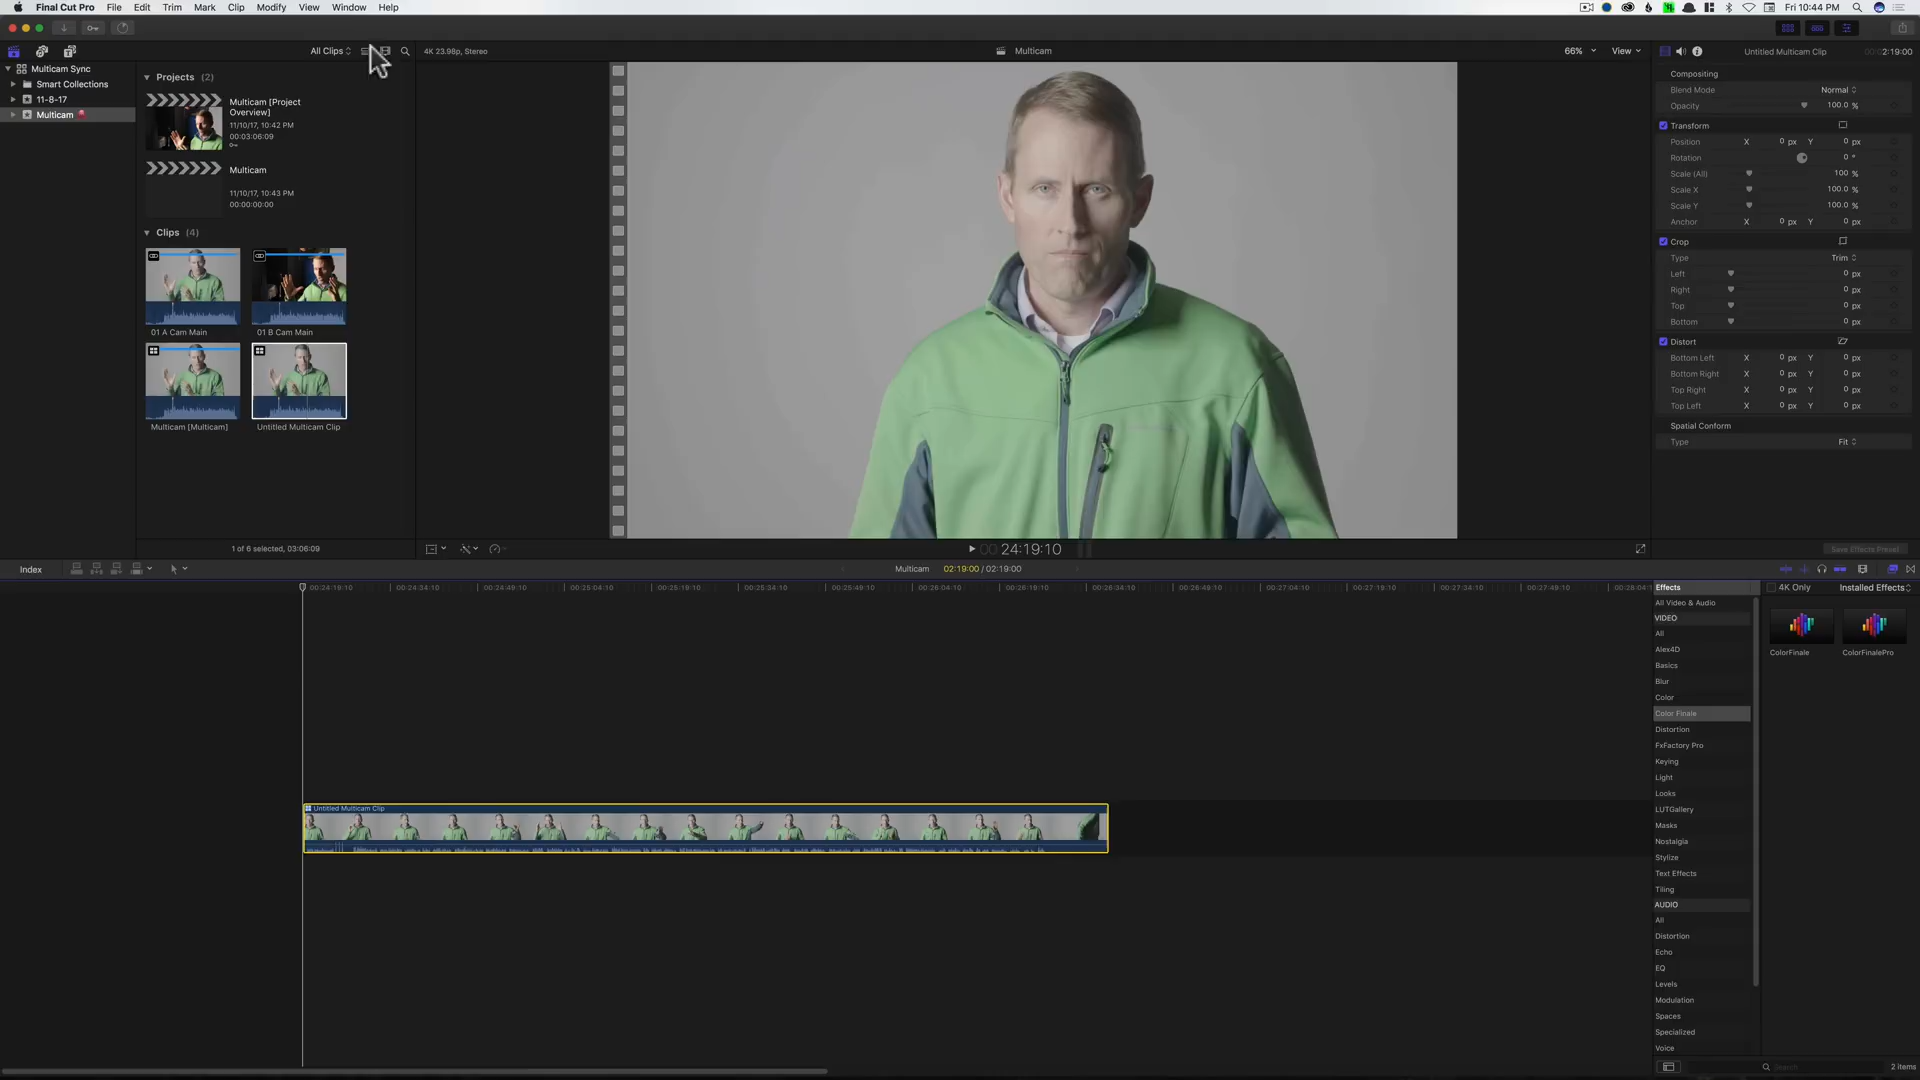 Final Cut Pro File Edit Trim Mark Clip Modify View Window Help
Fri 10:44 PM
All Clips
4K 23.98p, Stereo
Multicam
66%
View
Untitled Multicam Clip
2:19:00
Multicam Sync
Smart Collections
11-8-17
Multicam
Projects (2)
Multicam [Project Overview]
11/10/17, 10:42 PM
00:03:06:09
Multicam
11/10/17, 10:43 PM
00:00:00:00
Clips (4)
01 A Cam Main
01 B Cam Main
Multicam [Multicam]
Untitled Multicam Clip
1 of 6 selected, 03:06:09
Compositing
Blend Mode Normal
Opacity 100.0 %
Transform
Position X 0 px Y 0 px
Rotation 0 °
Scale (All) 100 %
Scale X 100.0 %
Scale Y 100.0 %
Anchor X 0 px Y 0 px
Crop
Type Trim
Left 0 px
Right 0 px
Top 0 px
Bottom 0 px
Distort
Bottom Left X 0 px Y 0 px
Bottom Right X 0 px Y 0 px
Top Right X 0 px Y 0 px
Top Left X 0 px Y 0 px
Spatial Conform
Type Fit
Save Effects Preset
00 24:19:10
Index
Multicam 02:19:00 / 02:19:00
00:24:19:10 00:24:34:10 00:24:49:10 00:25:04:10 00:25:19:10 00:25:34:10 00:25:49:10 00:26:04:10 00:26:19:10 00:26:34:10 00:26:49:10 00:27:04:10 00:27:19:10 00:27:34:10 00:27:49:10
Untitled Multicam Clip
Effects
4K Only
Installed Effects
All Video & Audio
VIDEO
All
Alex4D
Basics
Blur
Color
Color Finale
Distortion
FxFactory Pro
Keying
Light
Looks
LUTGallery
Masks
Nostalgia
Stylize
Text Effects
Tiling
AUDIO
All
Distortion
Echo
EQ
Levels
Modulation
Spaces
Specialized
Voice
ColorFinale
ColorFinalePro
Search
2 items